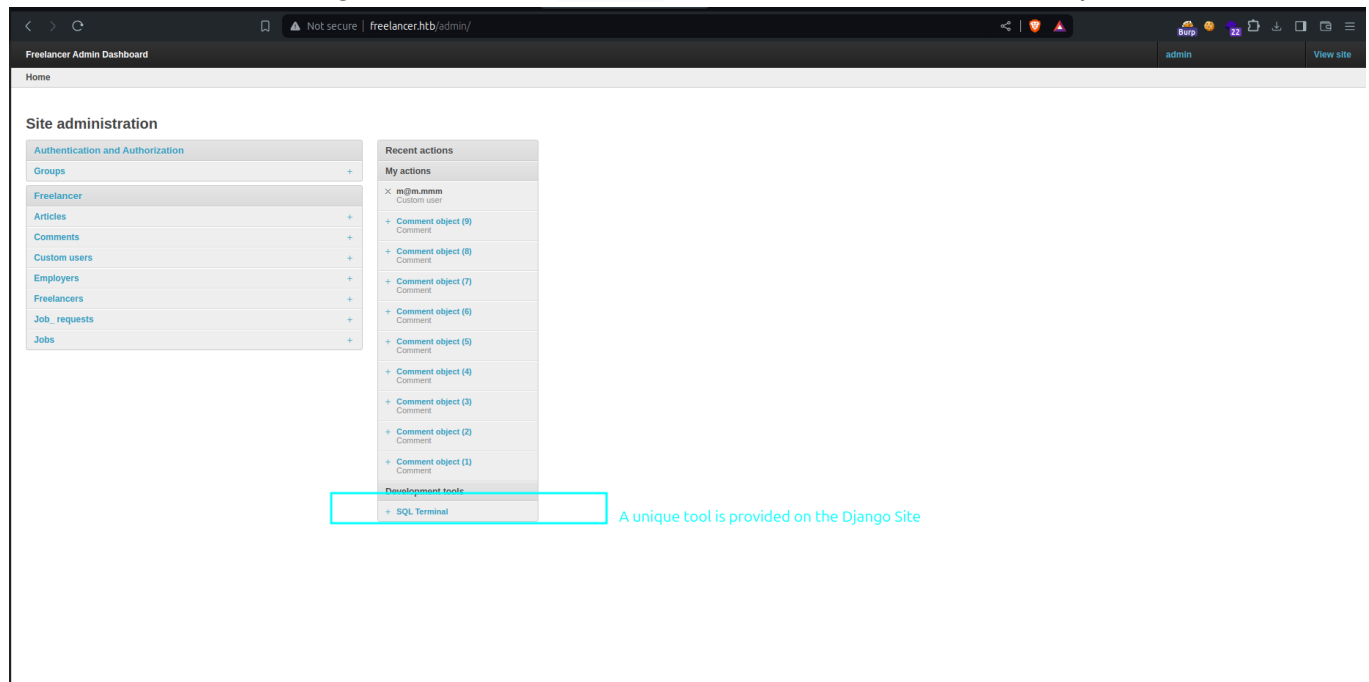 Not secure
freelancer.htb/admin/
Burp
22
Freelancer Admin Dashboard
admin
View site
Home
Site administration
Authentication and Authorization
Groups +
Freelancer
Articles +
Comments +
Custom users +
Employers +
Freelancers +
Job_ requests +
Jobs +
Recent actions
My actions
× m@m.mmm
Custom user
+ Comment object (9)
Comment
+ Comment object (8)
Comment
+ Comment object (7)
Comment
+ Comment object (6)
Comment
+ Comment object (5)
Comment
+ Comment object (4)
Comment
+ Comment object (3)
Comment
+ Comment object (2)
Comment
+ Comment object (1)
Comment
Development tools
+ SQL Terminal
A unique tool is provided on the Django Site